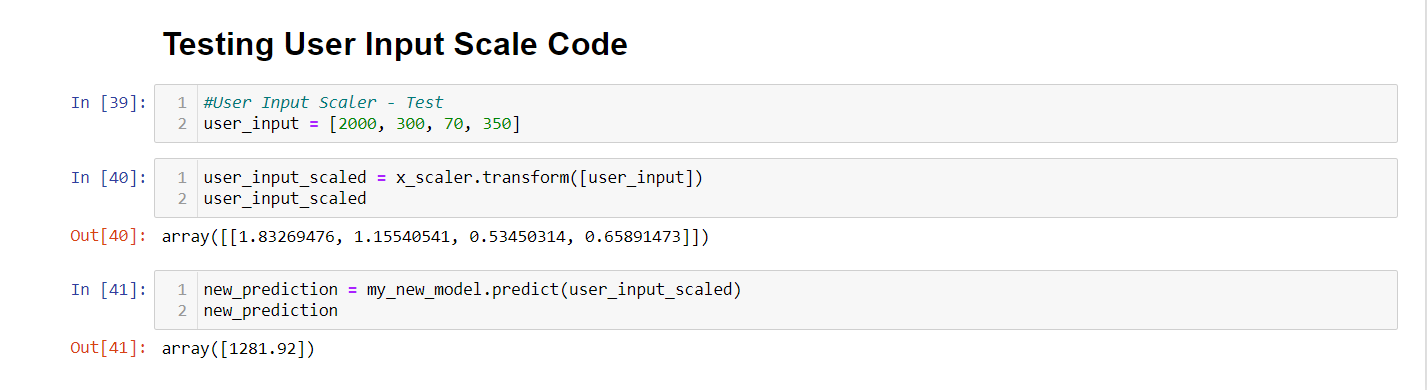 Testing User Input Scale Code
In [39]:
1 #User Input Scaler - Test
2 user_input = [2000, 300, 70, 350]
In [40]:
1 user_input_scaled = x_scaler.transform([user_input])
2 user_input_scaled
Out[40]: array([[1.83269476, 1.15540541, 0.53450314, 0.65891473]])
In [41]:
1 new_prediction = my_new_model.predict(user_input_scaled)
2 new_prediction
Out[41]: array([1281.92])